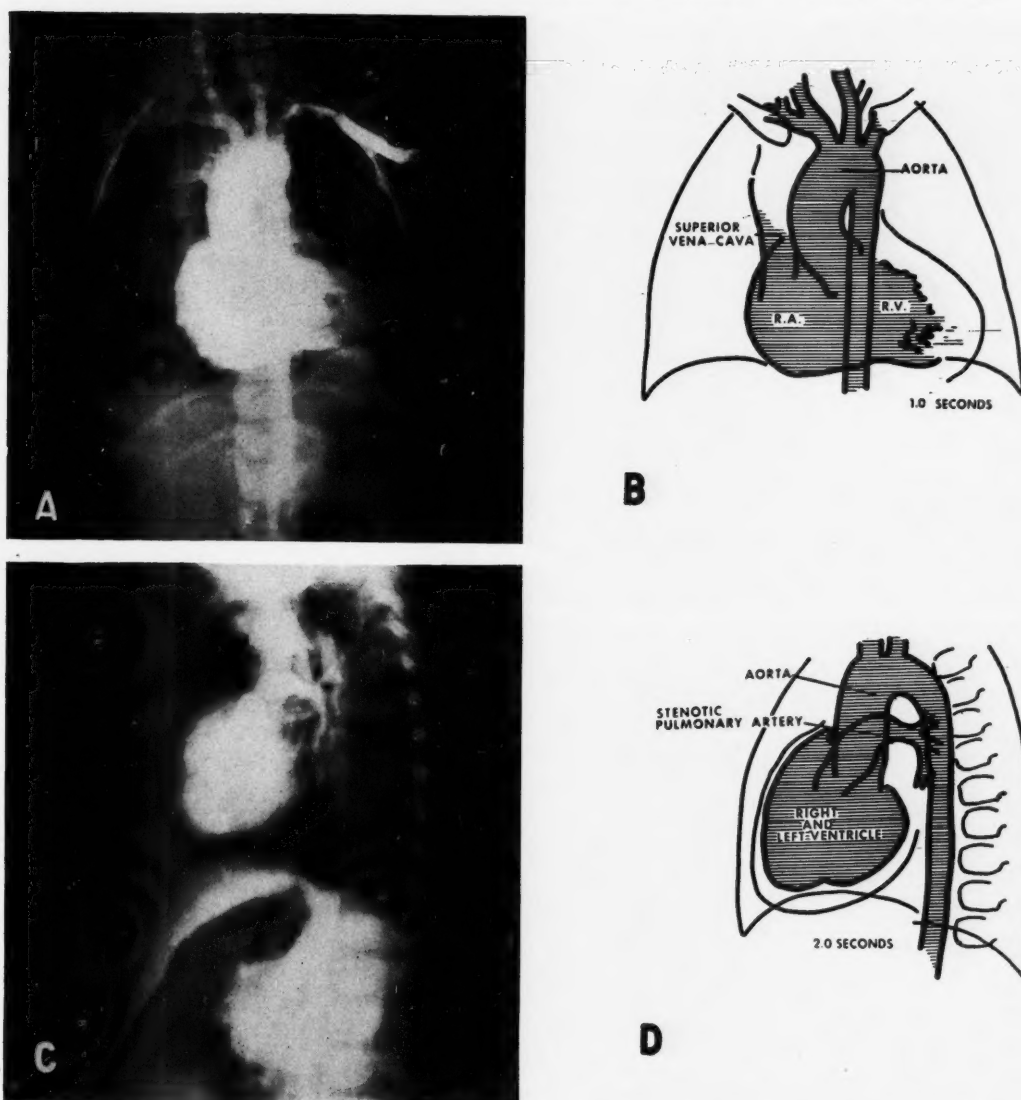 A
AORTA
SUPERIOR
VENA-CAVA
R.A.
R.V.
1.0 SECONDS
B
C
AORTA
STENOTIC
PULMONARY ARTERY
RIGHT
AND
LEFT-VENTRICLE
2.0 SECONDS
D